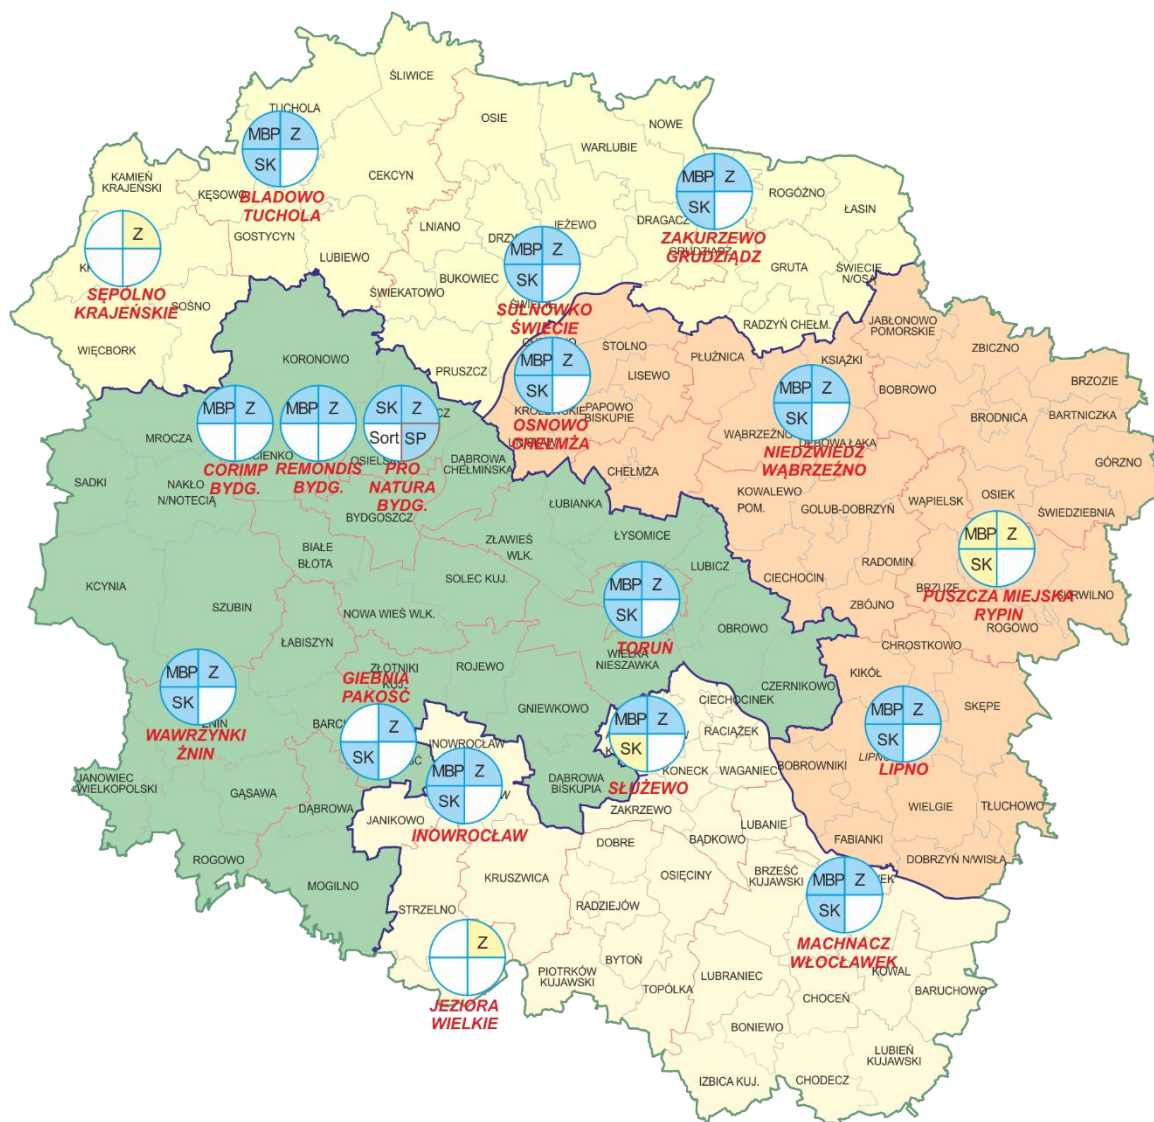 ŚLIWICE
TUCHOLA
OSIE
NOWE
MBP Z
SK
WARLUBIE
KAMIEŃ
KRAJEŃSKI
KĘSOWO
CEKCYN
MBP Z
SK
ROGÓŹNO
ŁASIN
BLADOWO
TUCHOLA
LNIANO
JEŻEWO
DRAGACZ
Z
GOSTYCYN
ZAKURZEWO
GRUDZIĄDZ
LUBIEWO
BUKOWIEC
MBP Z
SK
GRUTA
ŚWIECIE
N/OSĄ
SĘPOLNO
KRAJEŃSKIE
SOŚNO
ŚWIEKATOWO
SULNÓWKO
ŚWIECIE
RADZYŃ CHEŁM.
JABŁONOWO
POMORSKIE
WIĘCBORK
KORONOWO
PRUSZCZ
STOLNO
PŁUŻNICA
KSIĄŻKI
ZBICZNO
MBP Z
SK
LISEWO
MBP Z
SK
BOBROWO
BRZOZIE
PAPOWO
BISKUPIE
BRODNICA
BARTNICZKA
MBP Z
MBP Z
SK Z
Sort SP
MROCZA
OSNOWO
CHEŁMŻA
WĄBRZEŹNO
DĘBOWA ŁĄKA
NIEDŹWIEDŹ
WĄBRZEŹNO
CORIMP
BYDG.
REMONDIS
BYDG.
PRO
NATURA
BYDG.
DĄBROWA
CHEŁMIŃSKA
CHEŁMŻA
GÓRZNO
SADKI
NAKŁO
N/NOTECIĄ
KOWALEWO
POM.
GOLUB-DOBRZYŃ
WĄPIELSK
OSIEK
ŚWIEDZIEBNIA
BYDGOSZCZ
ŁUBIANKA
BIAŁE
BŁOTA
ZŁAWIEŚ
WLK.
ŁYSOMICE
MBP Z
SK
KCYNIA
SOLEC KUJ.
LUBICZ
CIECHOCIN
RADOMIN
BRZUZE
SKRWILNO
PUSZCZA MIEJSKA
RYPIN
SZUBIN
NOWA WIEŚ WLK.
MBP Z
SK
ZBÓJNO
ROGOWO
ŁABISZYN
TORUŃ
OBROWO
CHROSTKOWO
WIELKA
NIESZAWKA
ZŁOTNIKI
KUJ.
ROJEWO
KIKÓŁ
MBP Z
SK
GIEBNIA
PAKOŚĆ
CZERNIKOWO
CIECHOCINEK
SKĘPE
GNIEWKOWO
MBP Z
SK
MBP Z
SK
WAWRZYNKI
ŻNIN
Z
SK
INOWROCŁAW
RACIĄŻEK
LIPNO
JANOWIEC
WIELKOPOLSKI
MBP Z
SK
KONECK
WAGANIEC
BOBROWNIKI
DĄBROWA
BISKUPIA
SŁUŻEWO
GĄSAWA
DĄBROWA
JANIKOWO
INOWROCŁAW
ZAKRZEWO
WIELGIE
TŁUCHOWO
LUBANIE
DOBRE
BĄDKOWO
FABIANKI
ROGOWO
DOBRZYŃ N/WISŁĄ
MOGILNO
KRUSZWICA
OSIĘCINY
BRZEŚĆ
KUJAWSKI
MBP Z
SK
STRZELNO
RADZIEJÓW
Z
MACHNACZ
WŁOCŁAWEK
BYTOŃ
PIOTRKÓW
KUJAWSKI
LUBRANIEC
KOWAL
BARUCHOWO
TOPÓLKA
CHOCEŃ
JEZIORA
WIELKIE
BONIEWO
LUBIEŃ
KUJAWSKI
IZBICA KUJ.
CHODECZ